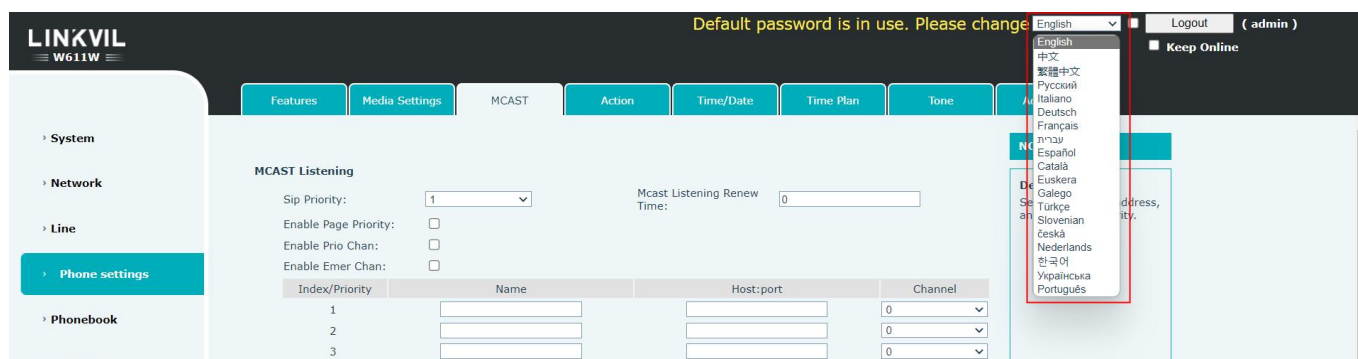 Default password is in use. Please change
English
Logout
( admin )
Keep Online
LINKVIL
W611W
English
中文
繁體中文
Русский
Italiano
Deutsch
Français
עברית
Español
Català
Euskera
Galego
Türkçe
Slovenian
česká
Nederlands
한국어
Українська
Português
Features
Media Settings
MCAST
Action
Time/Date
Time Plan
Tone
System
Network
Line
Phone settings
Phonebook
MCAST Listening
Sip Priority:
1
Mcast Listening Renew
Time:
0
Enable Page Priority:
Enable Prio Chan:
Enable Emer Chan:
Index/Priority
Name
Host:port
Channel
1
0
2
0
3
0